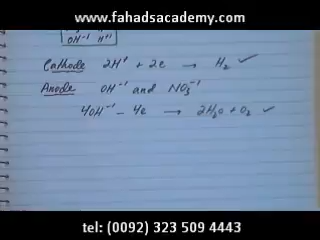 www.fahadsacademy.com
OH⁻¹ H⁺¹
Cathode 2H⁺ + 2e → H₂ ✓
Anode OH⁻¹ and NO₃⁻¹
4OH⁻¹ - 4e → 2H₂O + O₂ ✓
tel: (0092) 323 509 4443